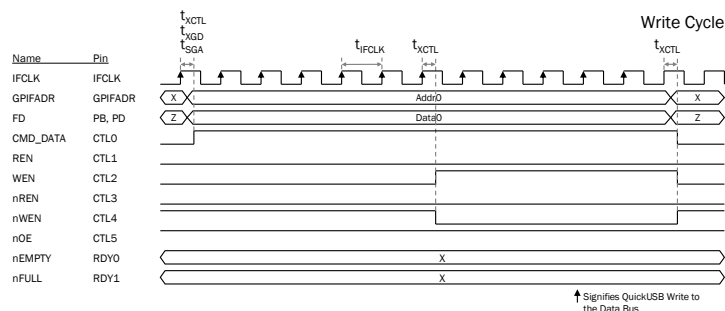 Write Cycle
tXCTL
tXGD
tSGA
tIFCLK
tXCTL
tXCTL
Name Pin
IFCLK IFCLK
GPIFADR GPIFADR X Addr0 X
FD PB, PD Z Data0 Z
CMD_DATA CTL0
REN CTL1
WEN CTL2
nREN CTL3
nWEN CTL4
nOE CTL5
nEMPTY RDY0 X
nFULL RDY1 X
Signifies QuickUSB Write to
the Data Bus